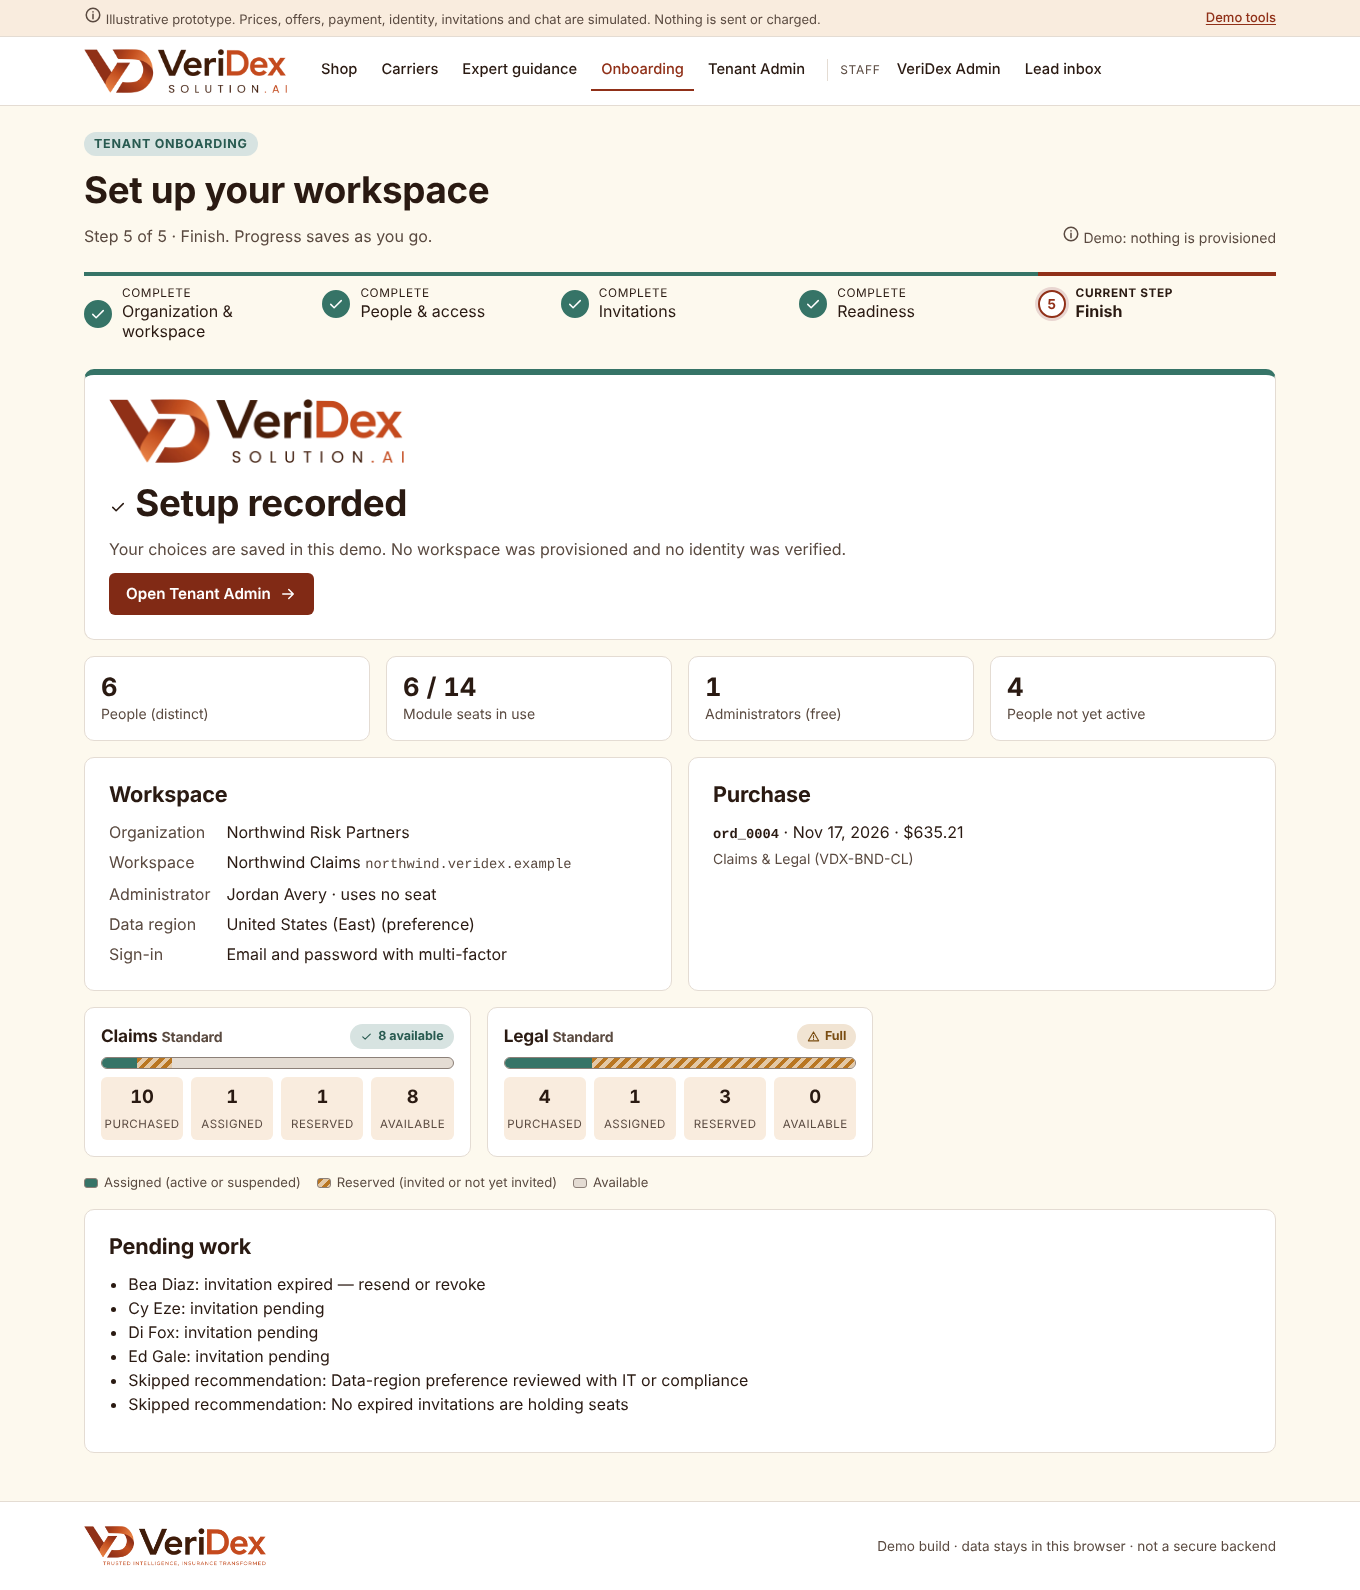 Illustrative prototype. Prices, offers, payment, identity, invitations and chat are simulated. Nothing is sent or charged.
Demo tools
VeriDex
SOLUTION.AI
Shop
Carriers
Expert guidance
Onboarding
Tenant Admin
STAFF
VeriDex Admin
Lead inbox
TENANT ONBOARDING
Set up your workspace
Step 5 of 5 · Finish. Progress saves as you go.
Demo: nothing is provisioned
COMPLETE
Organization &
workspace
COMPLETE
People & access
COMPLETE
Invitations
COMPLETE
Readiness
5
CURRENT STEP
Finish
VeriDex
SOLUTION.AI
Setup recorded
Your choices are saved in this demo. No workspace was provisioned and no identity was verified.
Open Tenant Admin →
6
People (distinct)
6 / 14
Module seats in use
1
Administrators (free)
4
People not yet active
Workspace
Organization Northwind Risk Partners
Workspace Northwind Claims northwind.veridex.example
Administrator Jordan Avery · uses no seat
Data region United States (East) (preference)
Sign-in Email and password with multi-factor
Purchase
ord_0004 · Nov 17, 2026 · $635.21
Claims & Legal (VDX-BND-CL)
Claims Standard
8 available
10
PURCHASED
1
ASSIGNED
1
RESERVED
8
AVAILABLE
Legal Standard
Full
4
PURCHASED
1
ASSIGNED
3
RESERVED
0
AVAILABLE
Assigned (active or suspended)
Reserved (invited or not yet invited)
Available
Pending work
• Bea Diaz: invitation expired — resend or revoke
• Cy Eze: invitation pending
• Di Fox: invitation pending
• Ed Gale: invitation pending
• Skipped recommendation: Data-region preference reviewed with IT or compliance
• Skipped recommendation: No expired invitations are holding seats
VeriDex
TRUSTED INTELLIGENCE, INSURANCE TRANSFORMED
Demo build · data stays in this browser · not a secure backend